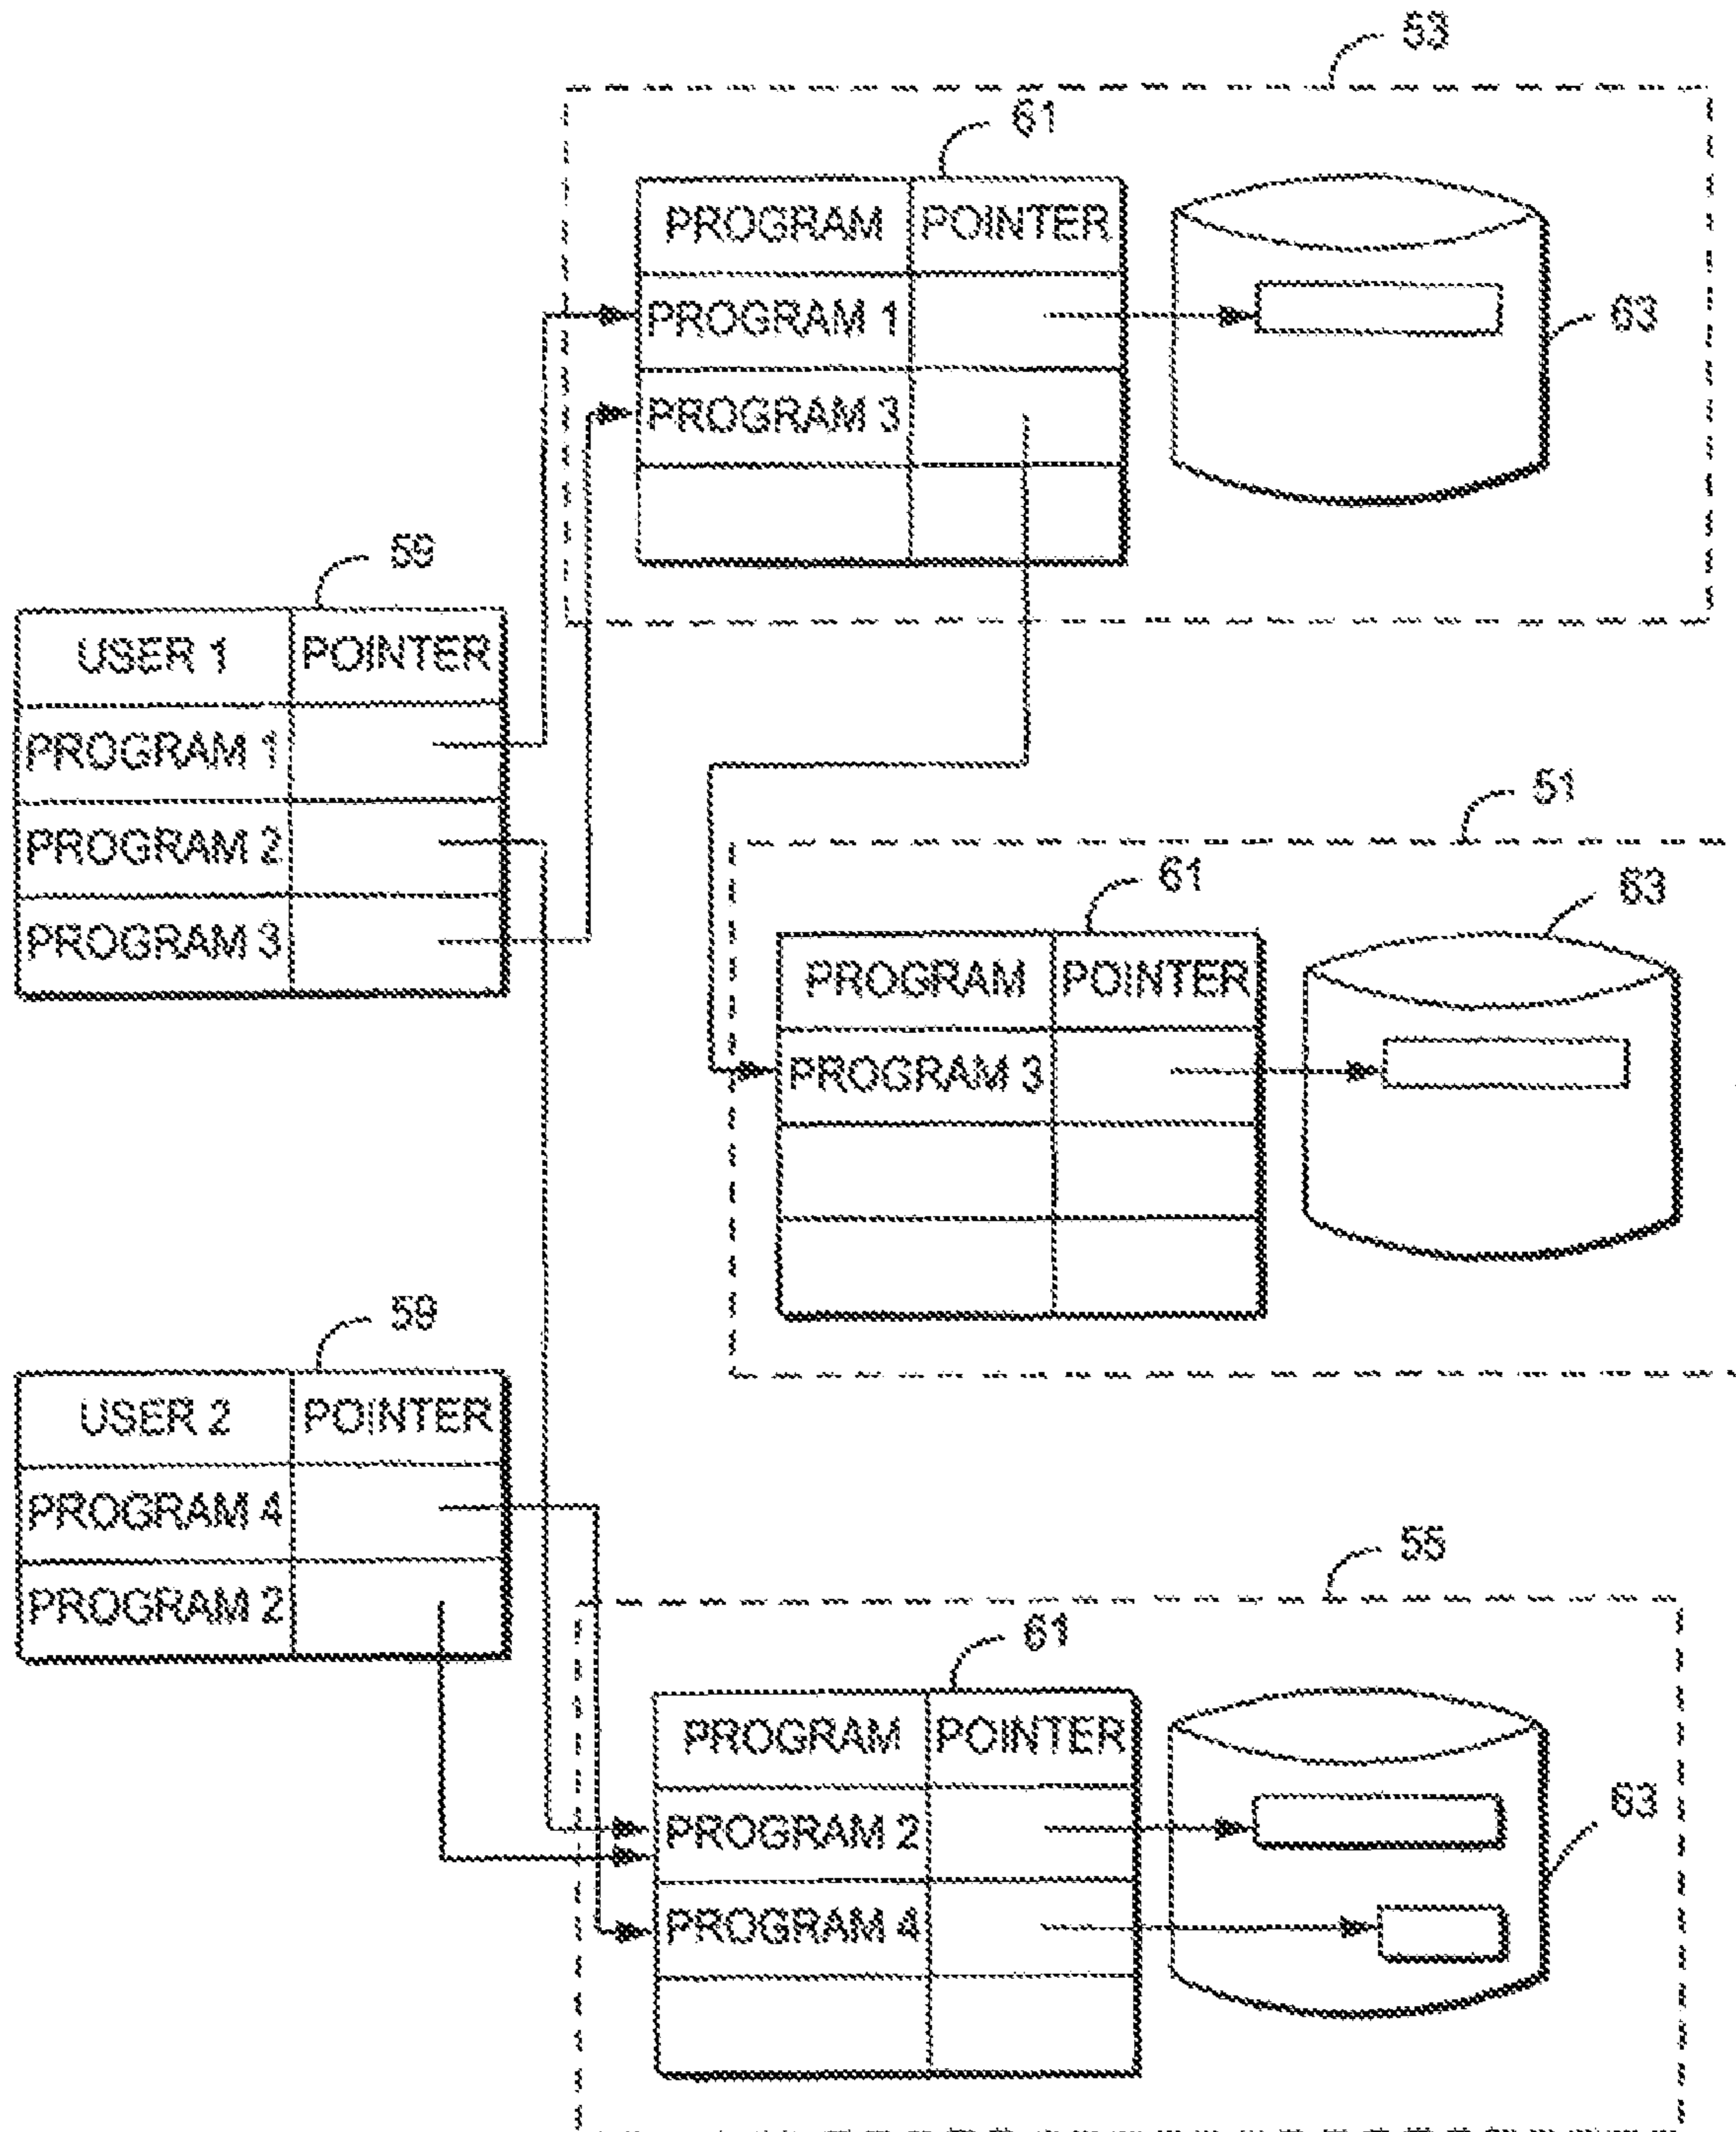 53
61
PROGRAM POINTER
PROGRAM 1
63
PROGRAM 3
59
USER 1 POINTER
PROGRAM 1
PROGRAM 2
PROGRAM 3
51
61
63
PROGRAM POINTER
PROGRAM 3
59
USER 2 POINTER
PROGRAM 4
PROGRAM 2
55
61
PROGRAM POINTER
PROGRAM 2
63
PROGRAM 4